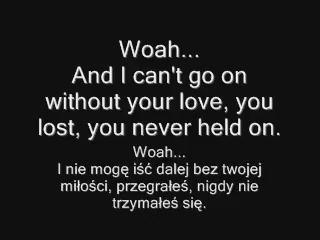 Woah...
And I can't go on
without your love, you
lost, you never held on.
Woah...
I nie mogę iść dalej bez twojej
miłości, przegrałeś, nigdy nie
trzymałeś się.